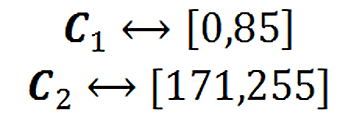 C₁ ↔ [0,85]
C₂ ↔ [171,255]